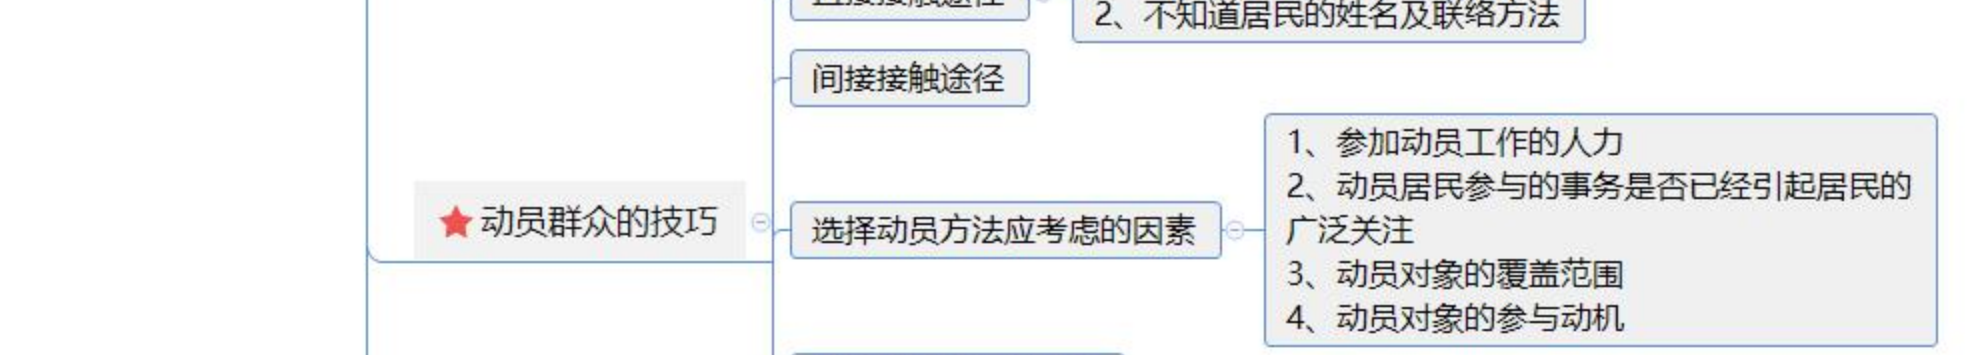 2、不知道居民的姓名及联络方法
间接接触途径
★动员群众的技巧
选择动员方法应考虑的因素
1、参加动员工作的人力
2、动员居民参与的事务是否已经引起居民的
广泛关注
3、动员对象的覆盖范围
4、动员对象的参与动机